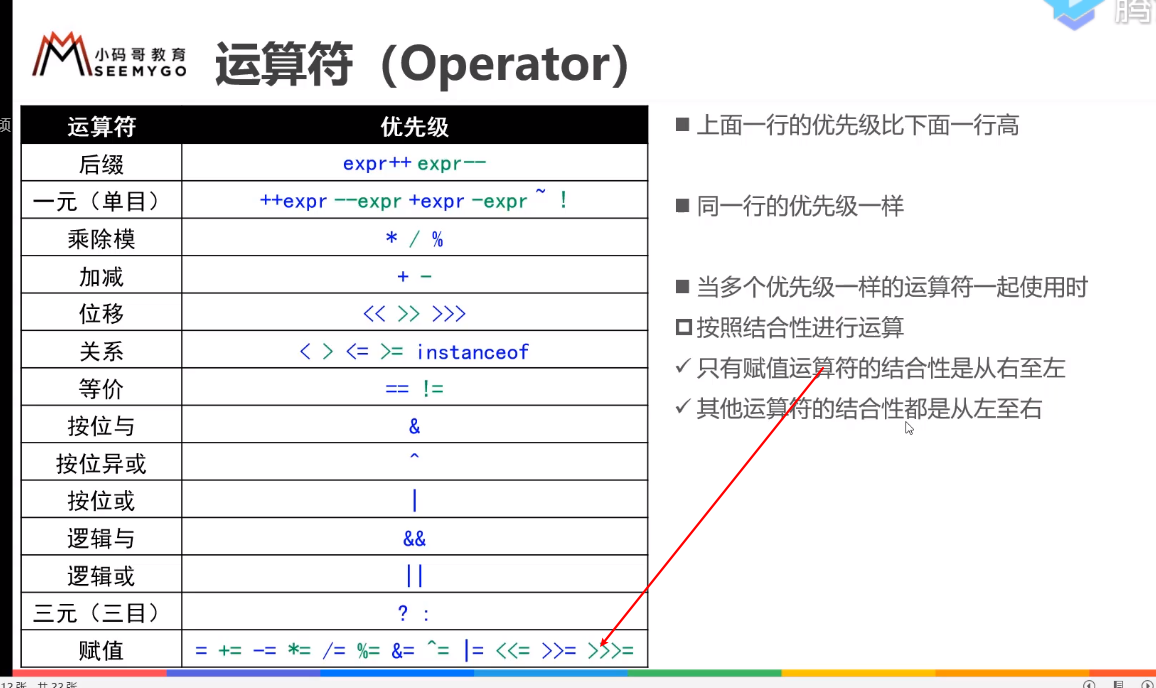 腾
小码哥教育
SEEMYGO
运算符（Operator）
项
运算符 优先级
后缀 expr++ expr--
一元（单目） ++expr --expr +expr -expr ~ !
乘除模 * / %
加减 + -
位移 << >> >>>
关系 < > <= >= instanceof
等价 == !=
按位与 &
按位异或 ^
按位或 |
逻辑与 &&
逻辑或 ||
三元（三目） ? :
赋值 = += -= *= /= %= &= ^= |= <<= >>= >>>=
■ 上面一行的优先级比下面一行高
■ 同一行的优先级一样
■ 当多个优先级一样的运算符一起使用时
□ 按照结合性进行运算
✓ 只有赋值运算符的结合性是从右至左
✓ 其他运算符的结合性都是从左至右
12张，共22张